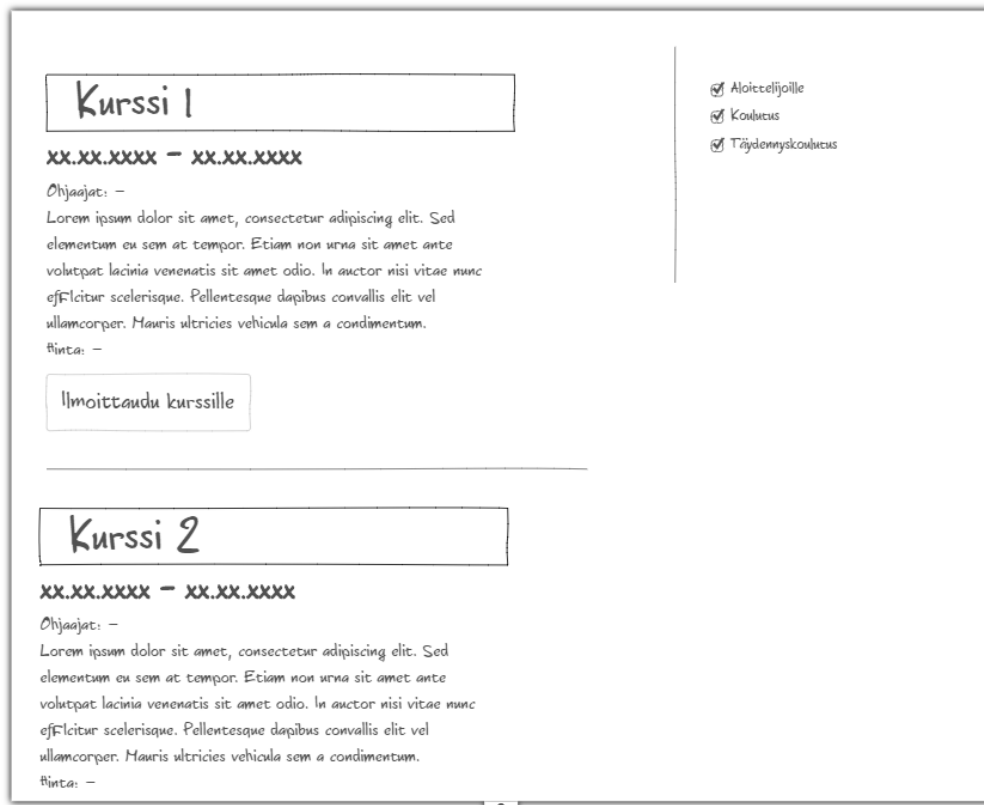 Kurssi 1
xx.xx.xxxx – xx.xx.xxxx
Ohjaajat: –
Lorem ipsum dolor sit amet, consectetur adipiscing elit. Sed
elementum eu sem at tempor. Etiam non urna sit amet ante
volutpat lacinia venenatis sit amet odio. In auctor nisi vitae nunc
efficitur scelerisque. Pellentesque dapibus convallis elit vel
ullamcorper. Mauris ultricies vehicula sem a condimentum.
Hinta: –
Ilmoittaudu kurssille
Kurssi 2
xx.xx.xxxx – xx.xx.xxxx
Ohjaajat: –
Lorem ipsum dolor sit amet, consectetur adipiscing elit. Sed
elementum eu sem at tempor. Etiam non urna sit amet ante
volutpat lacinia venenatis sit amet odio. In auctor nisi vitae nunc
efficitur scelerisque. Pellentesque dapibus convallis elit vel
ullamcorper. Mauris ultricies vehicula sem a condimentum.
Hinta: –
Aloittelijoille
Koulutus
Täydennyskoulutus